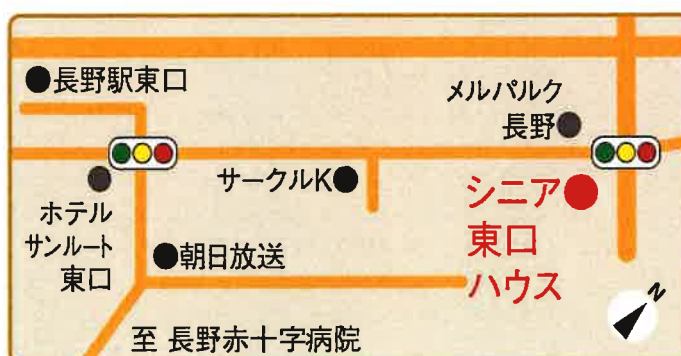 長野駅東口
メルパルク
長野
サークルK
シニア
東口
ハウス
ホテル
サンルート
東口
朝日放送
至 長野赤十字病院
N